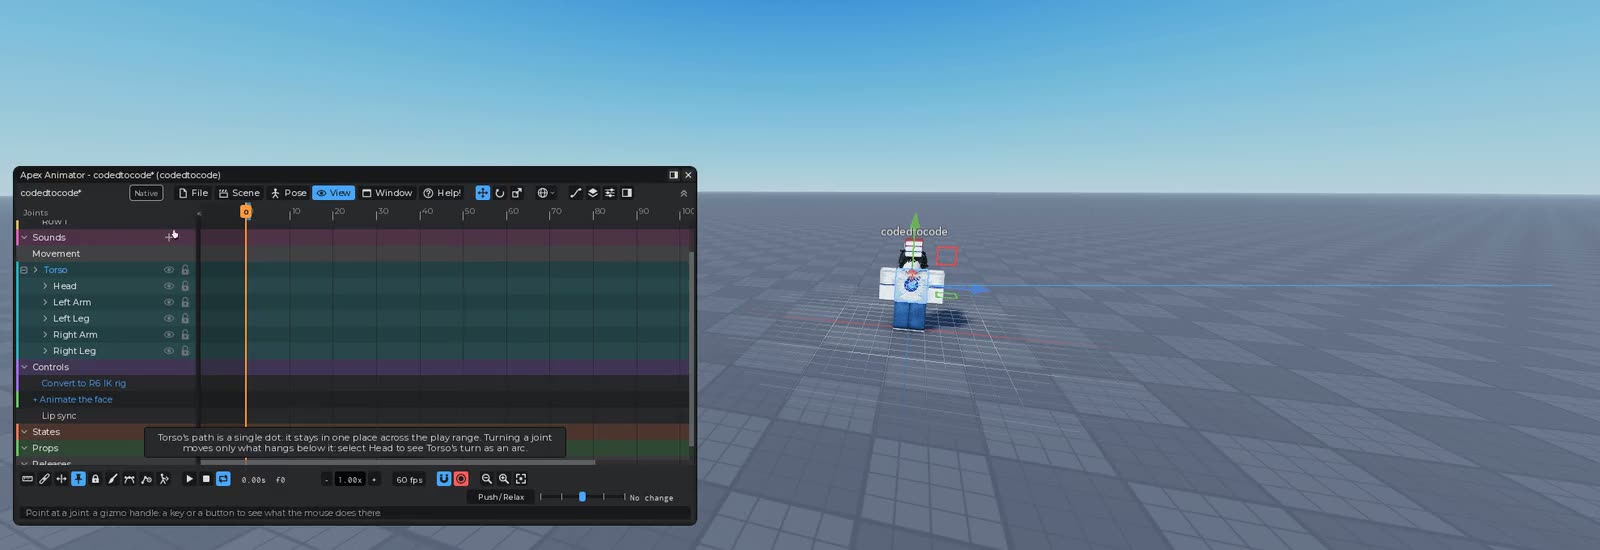 Apex Animator - codedtocode* (codedtocode)
codedtocode*
Native
File
Scene
Pose
View
Window
Help!
Joints
0
10
20
30
40
50
60
70
80
90
100
Row 1
Sounds
Movement
Torso
Head
Left Arm
Left Leg
Right Arm
Right Leg
Controls
Convert to R6 IK rig
+ Animate the face
Lip sync
States
Props
Releases
Torso's path is a single dot: it stays in one place across the play range. Turning a joint
moves only what hangs below it: select Head to see Torso's turn as an arc.
0.00s f0
- 1.00x +
60 fps
Push/Relax
No change
Point at a joint, a gizmo handle, a key or a button to see what the mouse does there.
codedtocode